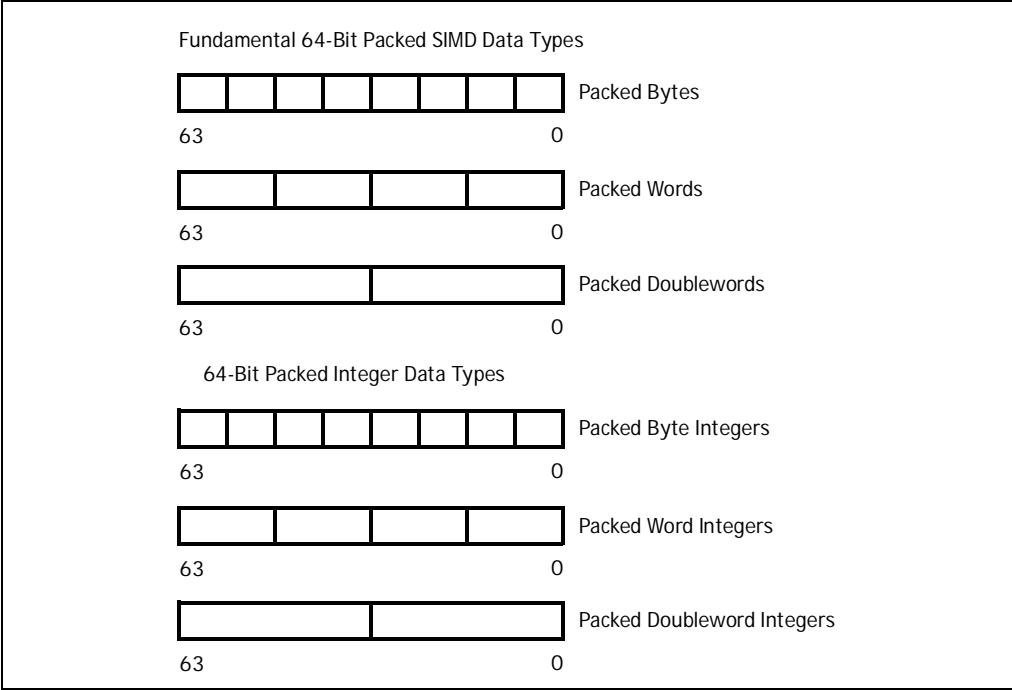 Fundamental 64-Bit Packed SIMD Data Types
Packed Bytes
63 0
Packed Words
63 0
Packed Doublewords
63 0
64-Bit Packed Integer Data Types
Packed Byte Integers
63 0
Packed Word Integers
63 0
Packed Doubleword Integers
63 0